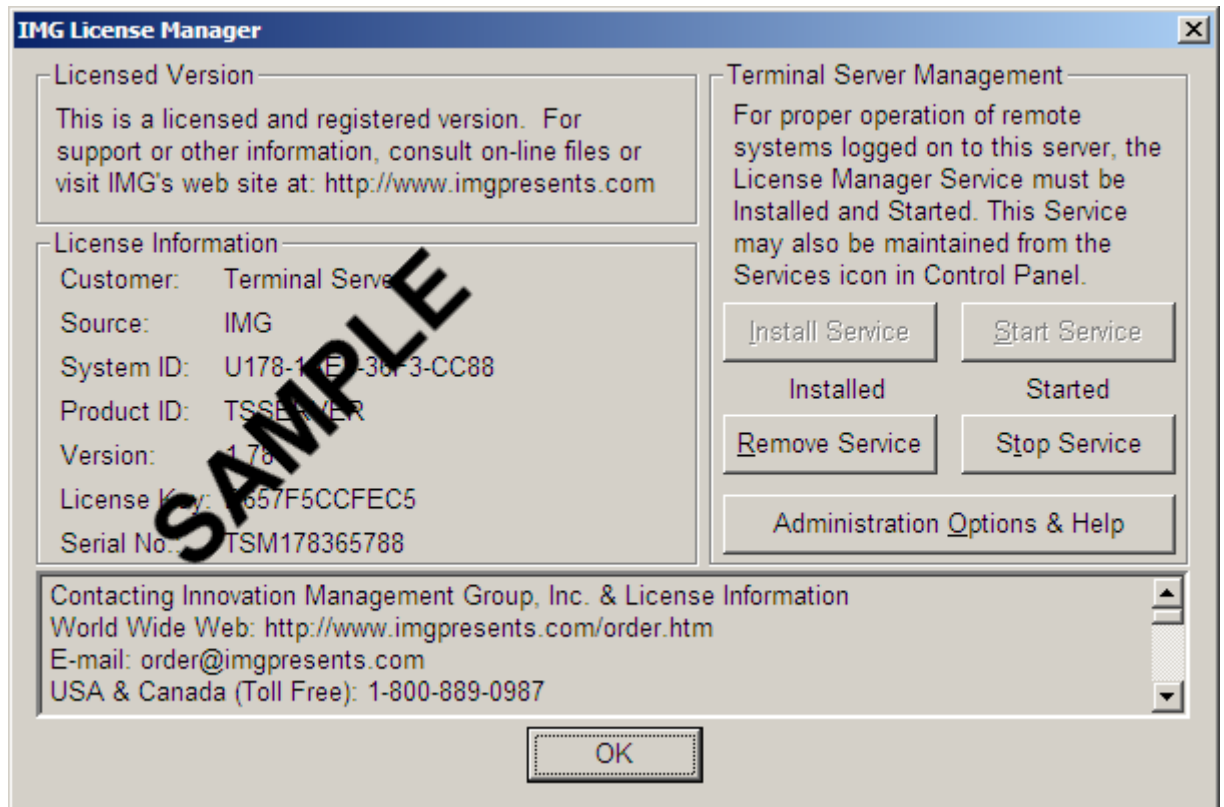 IMG License Manager
Licensed Version
This is a licensed and registered version. For
support or other information, consult on-line files or
visit IMG's web site at: http://www.imgpresents.com
License Information
Customer: Terminal Server
Source: IMG
System ID:
Product ID: TSSERVER
Version: 1.78
License Key:
Serial No.: TSM178365788
SAMPLE
Terminal Server Management
For proper operation of remote
systems logged on to this server, the
License Manager Service must be
Installed and Started. This Service
may also be maintained from the
Services icon in Control Panel.
Install Service
Start Service
Installed
Started
Remove Service
Stop Service
Administration Options & Help
Contacting Innovation Management Group, Inc. & License Information
World Wide Web: http://www.imgpresents.com/order.htm
E-mail: order@imgpresents.com
USA & Canada (Toll Free): 1-800-889-0987
OK